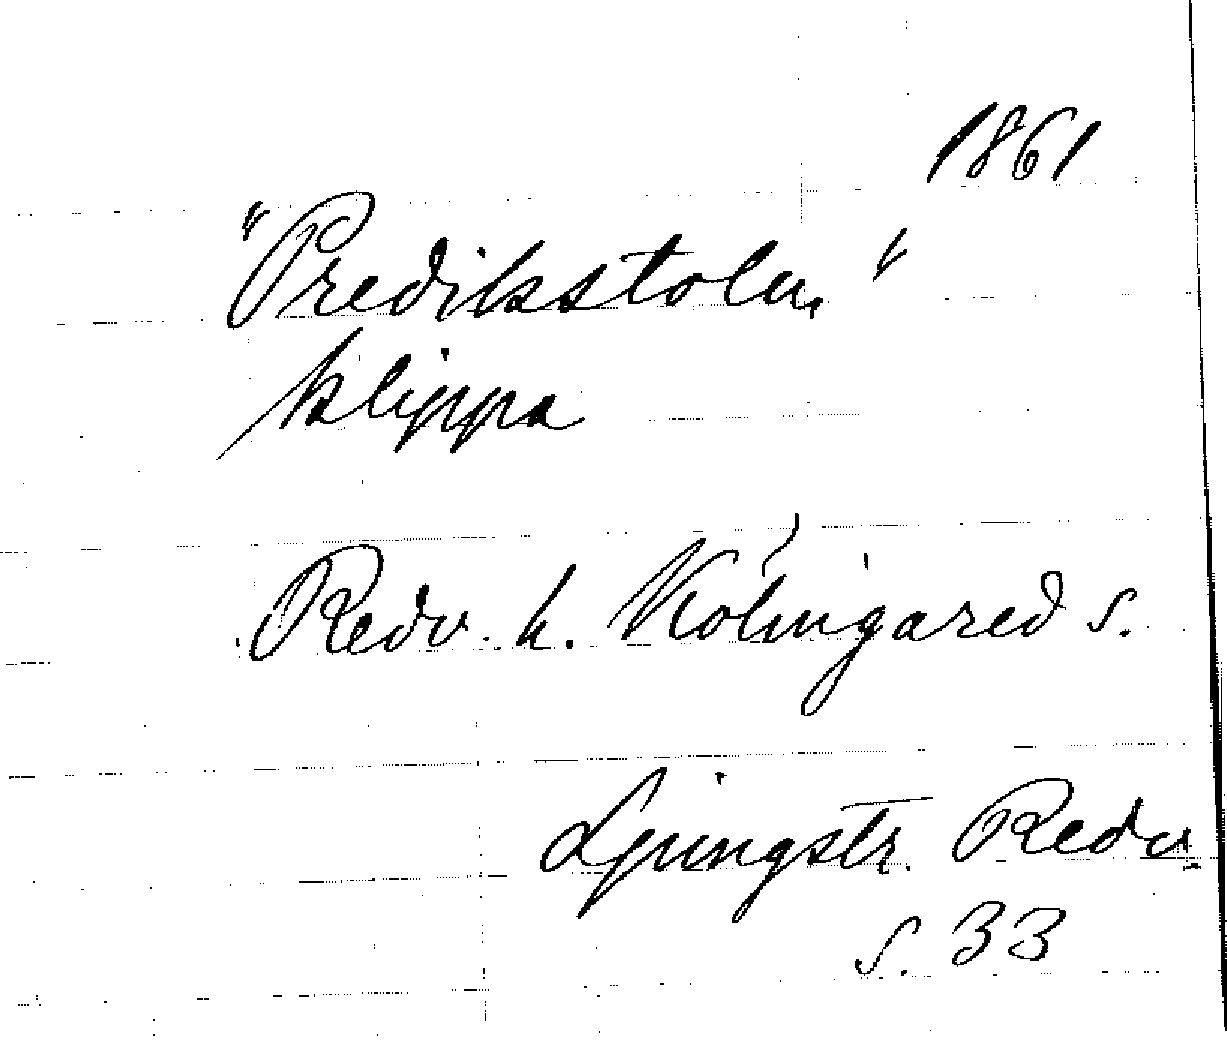 1861
"Predikstolen"
klippa
Redv. h. Kölingared s.
Ljungstr. Redv.
s. 33